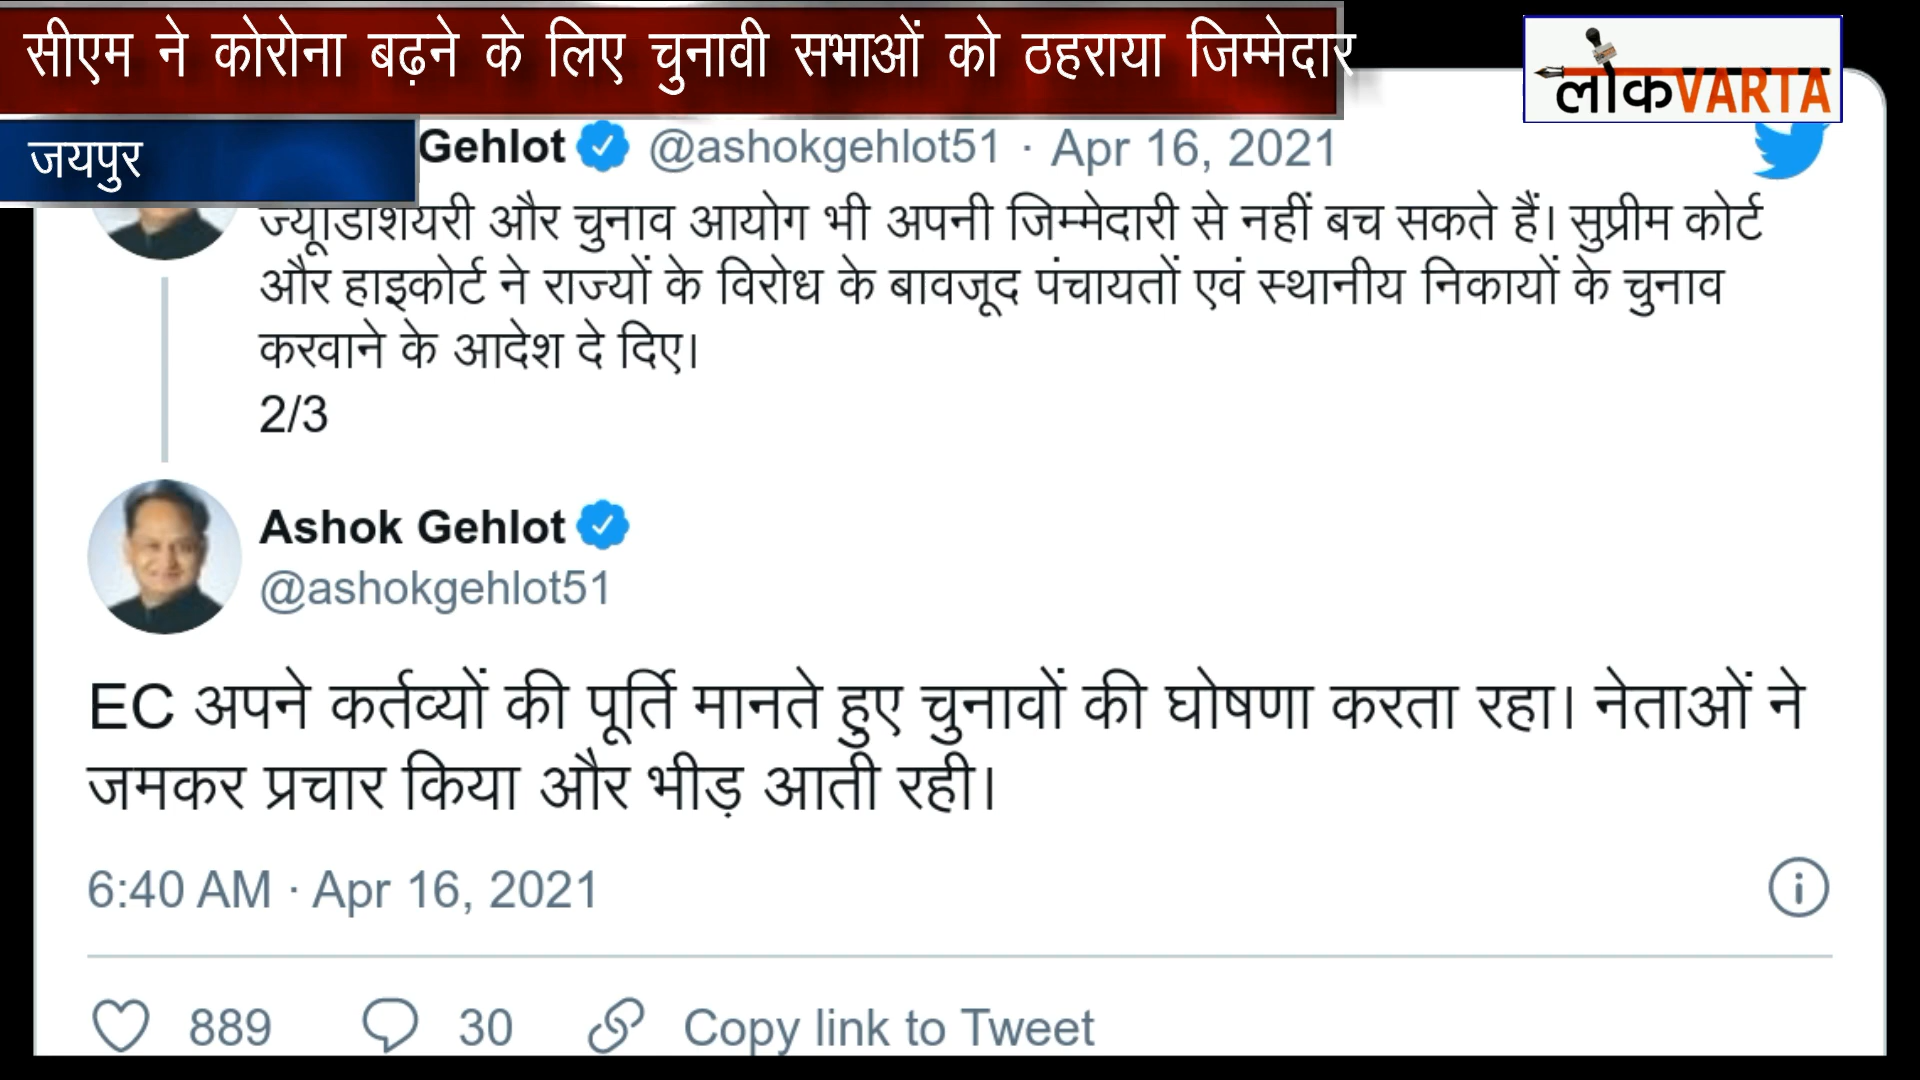 सीएम ने कोरोना बढ़ने के लिए चुनावी सभाओं को ठहराया जिम्मेदार
लोकVARTA
जयपुर
Gehlot @ashokgehlot51 · Apr 16, 2021
ज्यूडिशियरी और चुनाव आयोग भी अपनी जिम्मेदारी से नहीं बच सकते हैं। सुप्रीम कोर्ट
और हाइकोर्ट ने राज्यों के विरोध के बावजूद पंचायतों एवं स्थानीय निकायों के चुनाव
करवाने के आदेश दे दिए।
2/3
Ashok Gehlot
@ashokgehlot51
EC अपने कर्तव्यों की पूर्ति मानते हुए चुनावों की घोषणा करता रहा। नेताओं ने
जमकर प्रचार किया और भीड़ आती रही।
6:40 AM · Apr 16, 2021
889 30 Copy link to Tweet